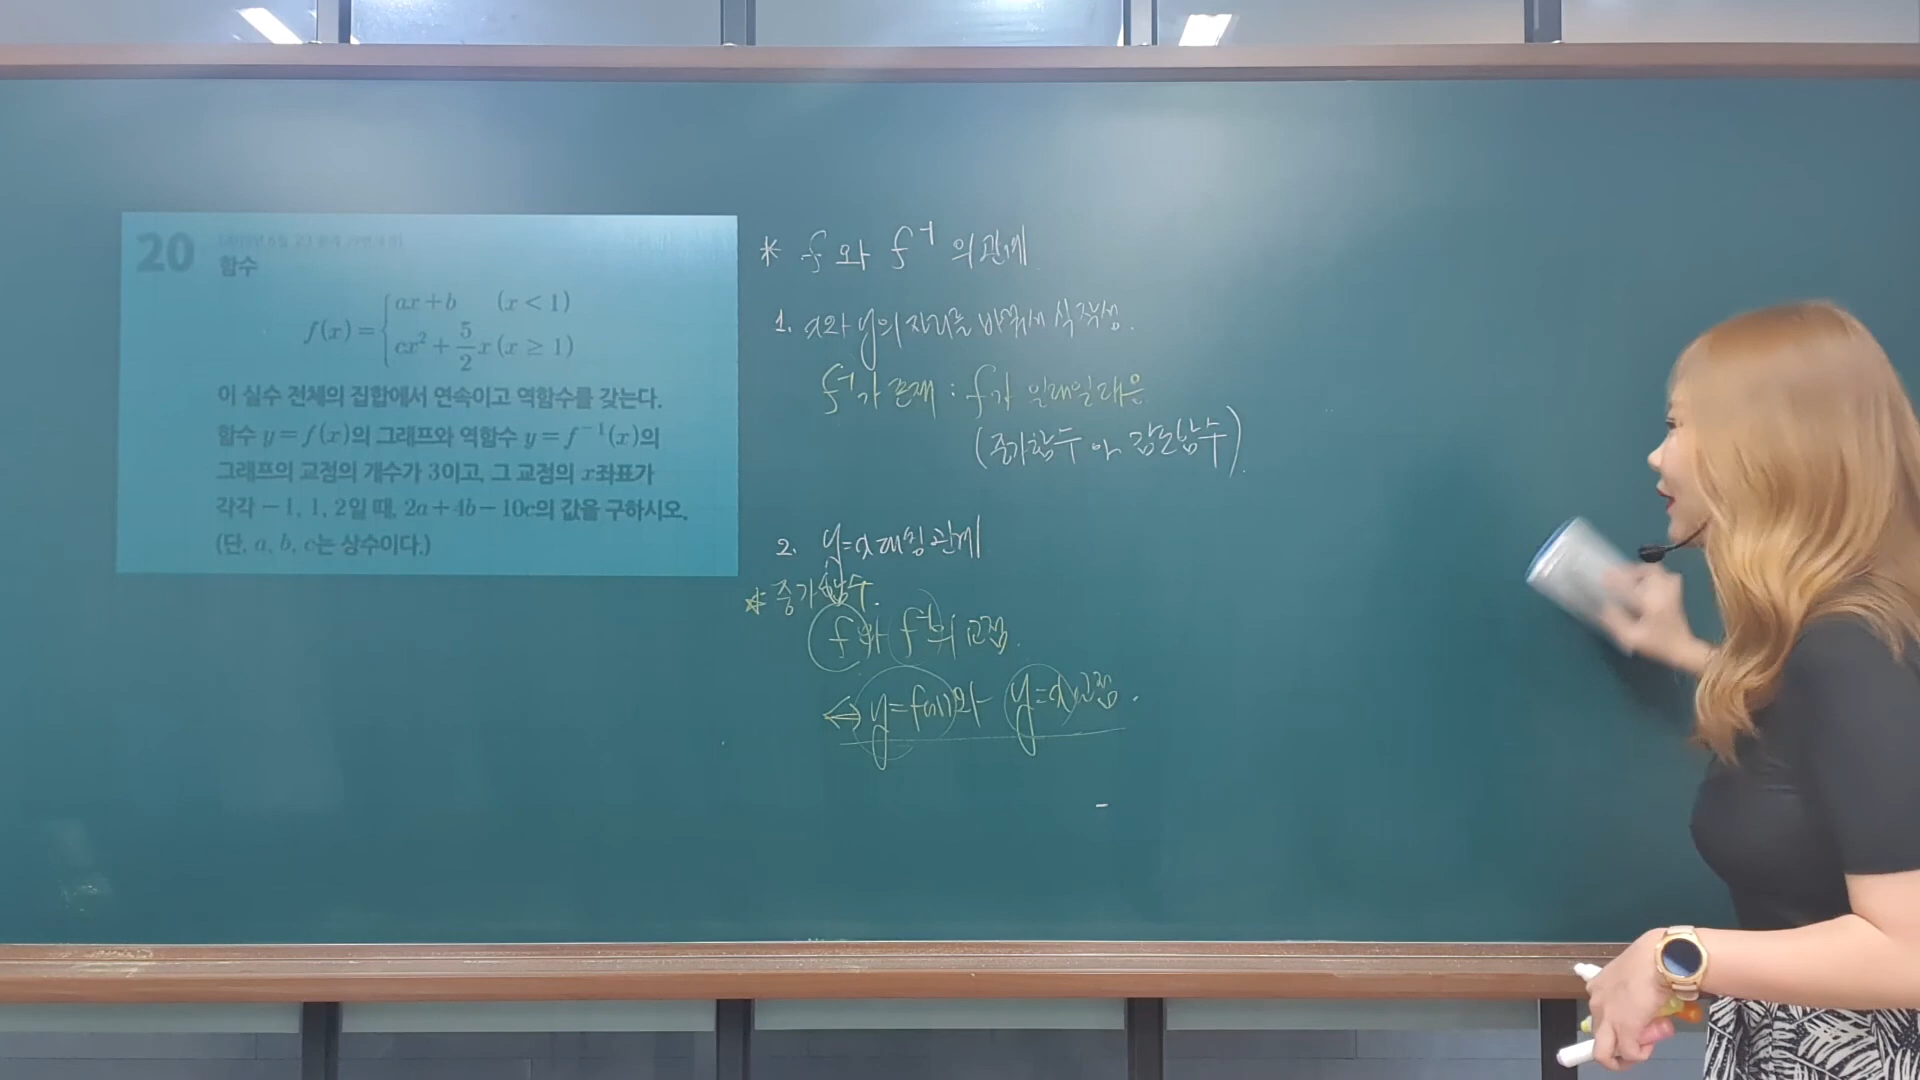 20
함수
f(x) = { ax+b (x < 1)
cx² + 5/2 x (x ≥ 1)
이 실수 전체의 집합에서 연속이고 역함수를 갖는다.
함수 y = f(x)의 그래프와 역함수 y = f⁻¹(x)의
그래프의 교점의 개수가 3이고, 그 교점의 x좌표가
각각 −1, 1, 2일 때, 2a+4b−10c의 값을 구하시오.
(단, a, b, c는 상수이다.)
* f와 f⁻¹의 관계
1. x와 y의 자리를 바꿔서 식 작성.
f⁻¹가 존재 : f가 일대일대응
(증가함수 or 감소함수).
2. y=x 대칭관계
* 증가함수.
f와 f⁻¹의 교점.
⇔ y=f(x)와 y=x 교점.